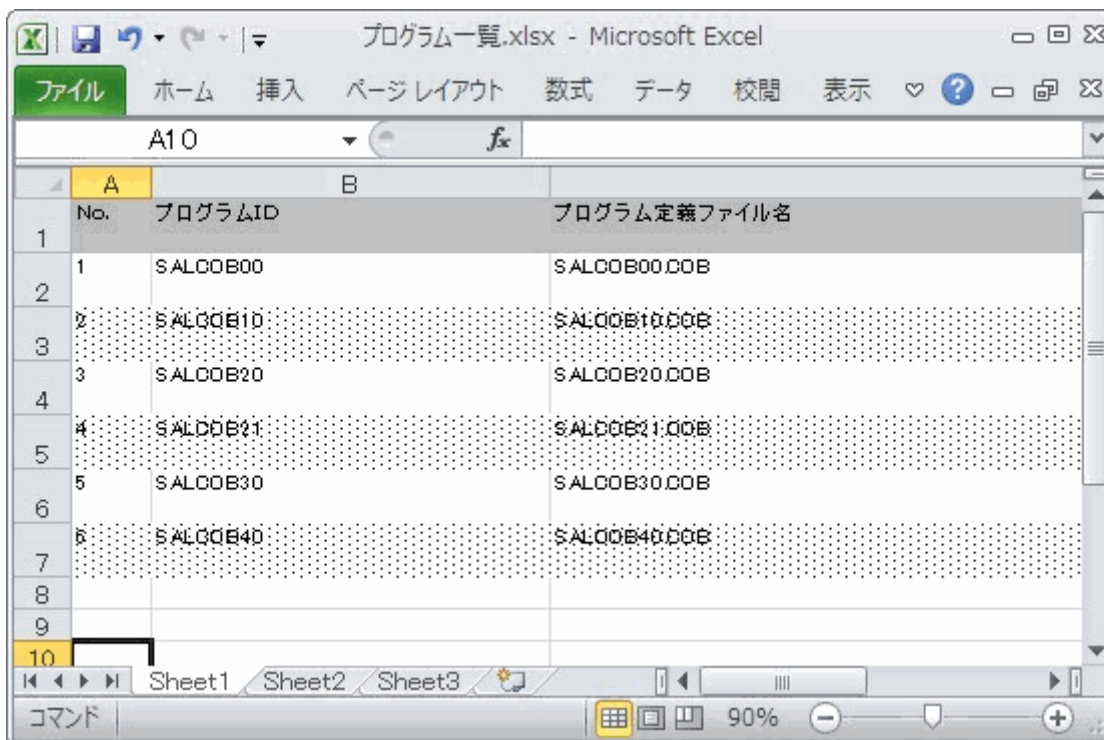 プログラム一覧.xlsx - Microsoft Excel
ファイル ホーム 挿入 ページ レイアウト 数式 データ 校閲 表示
A10 fx
A B
1 No. プログラムID プログラム定義ファイル名
2 1 SALCOB00 SALCOB00.COB
3 2 SALCOB10 SALCOB10.COB
4 3 SALCOB20 SALCOB20.COB
5 4 SALCOB21 SALCOB21.COB
6 5 SALCOB30 SALCOB30.COB
7 6 SALCOB40 SALCOB40.COB
8
9
10
Sheet1 Sheet2 Sheet3
コマンド 90%